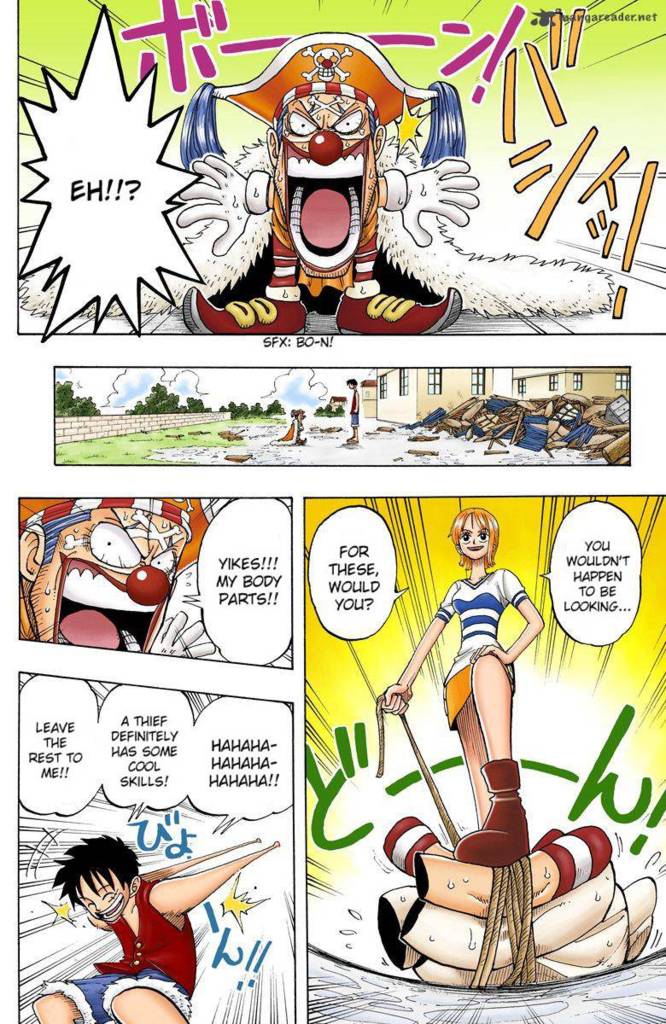 mangareader.net
ボーーーン!
バシイッ
EH!!?
SFX: BO-N!
YOU
WOULDN'T
HAPPEN
TO BE
LOOKING...
FOR
THESE,
WOULD
YOU?
ど ーん!!
YIKES!!!
MY BODY
PARTS!!
HAHAHA-
HAHAHA-
HAHAHA!!
A THIEF
DEFINITELY
HAS SOME
COOL
SKILLS!
LEAVE
THE REST
TO ME!!
びよ
ーん!!